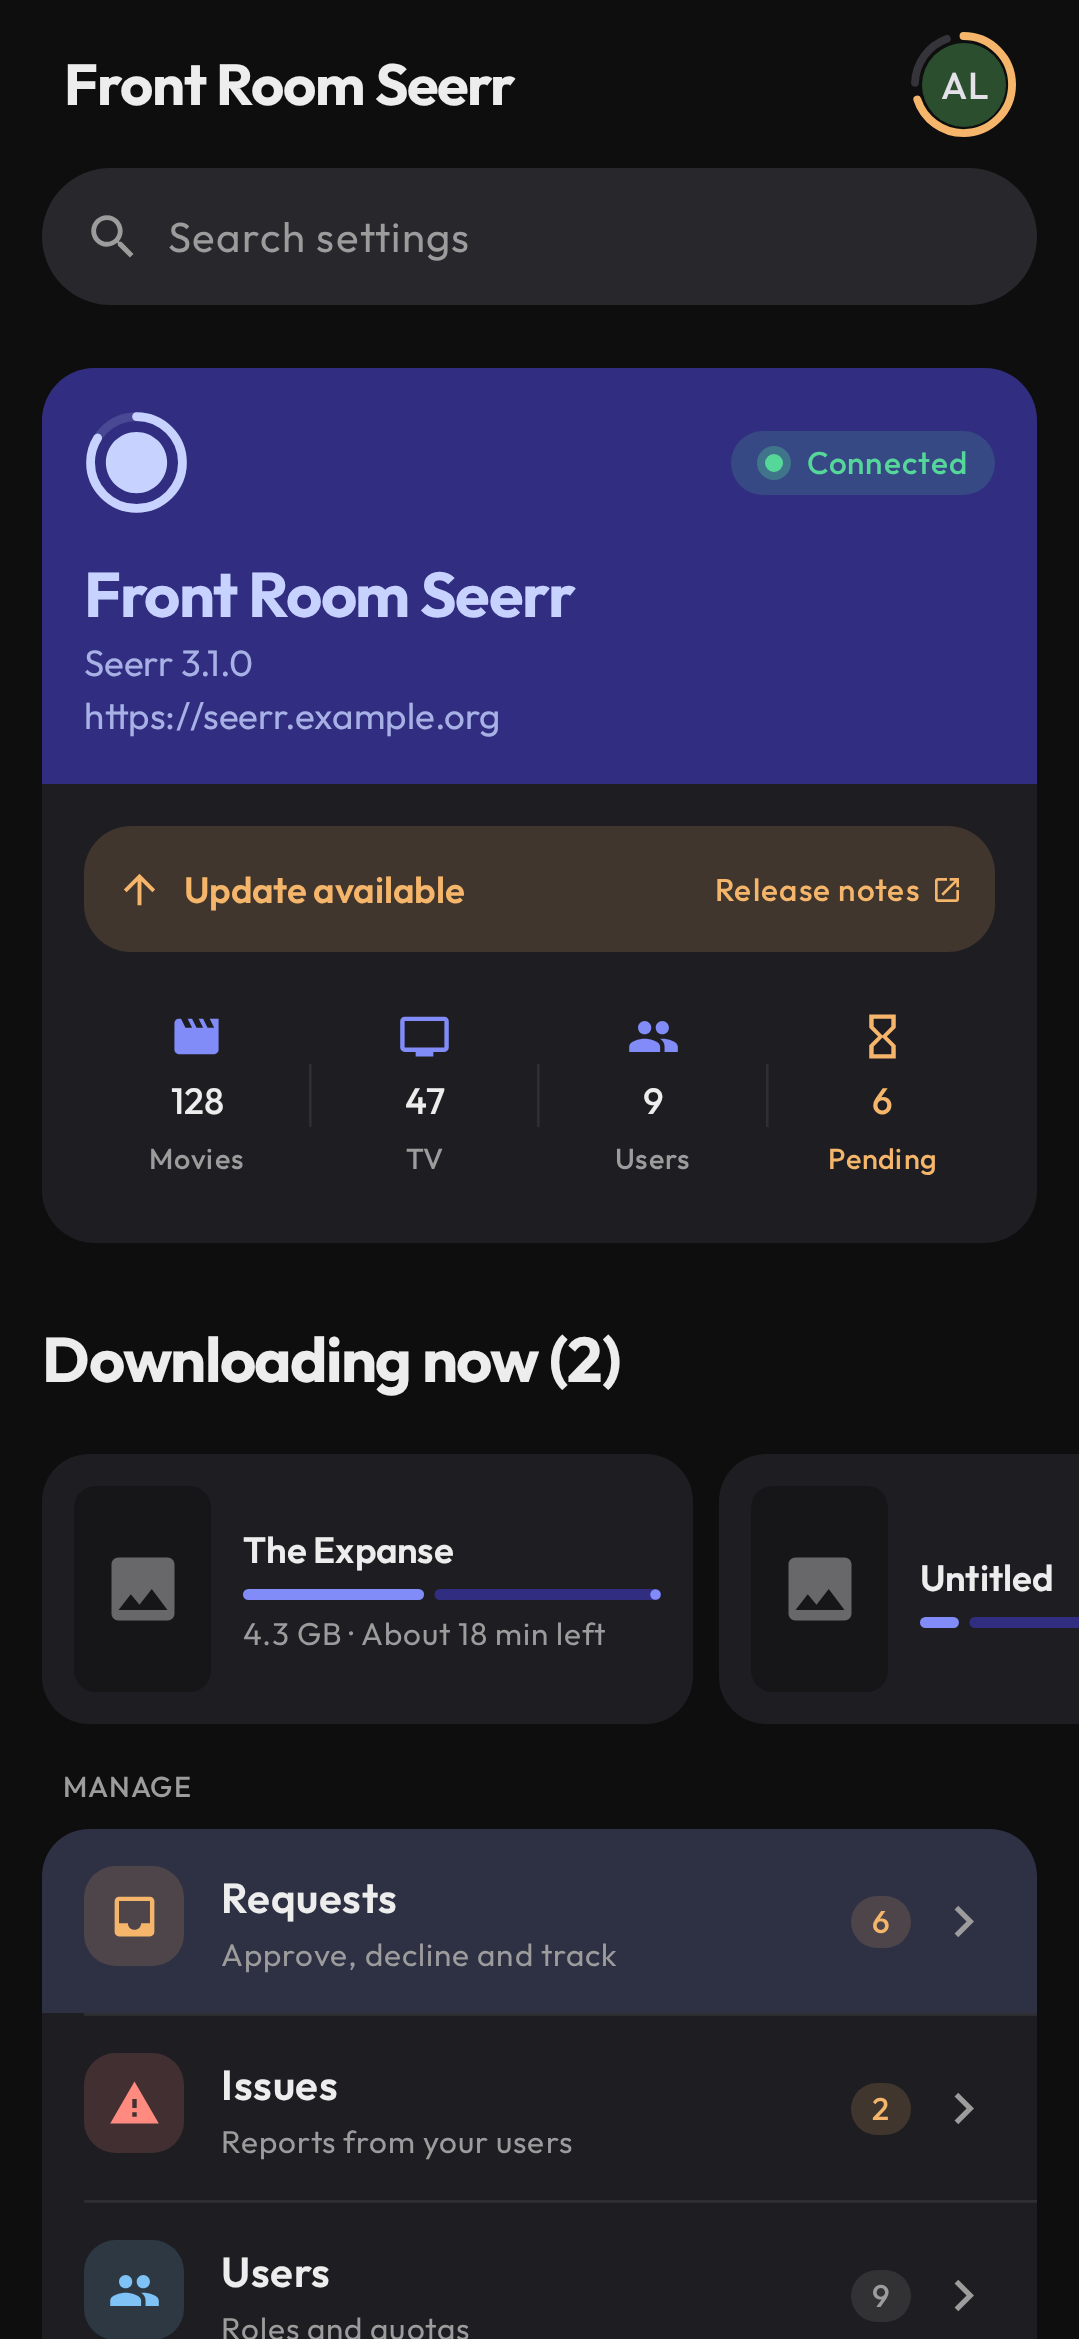 Front Room Seerr
AL
Search settings
Connected
Front Room Seerr
Seerr 3.1.0
https://seerr.example.org
Update available
Release notes
128
47
9
6
Movies
TV
Users
Pending
Downloading now (2)
The Expanse
4.3 GB · About 18 min left
Untitled
MANAGE
Requests
Approve, decline and track
6
Issues
Reports from your users
2
Users
Roles and quotas
9